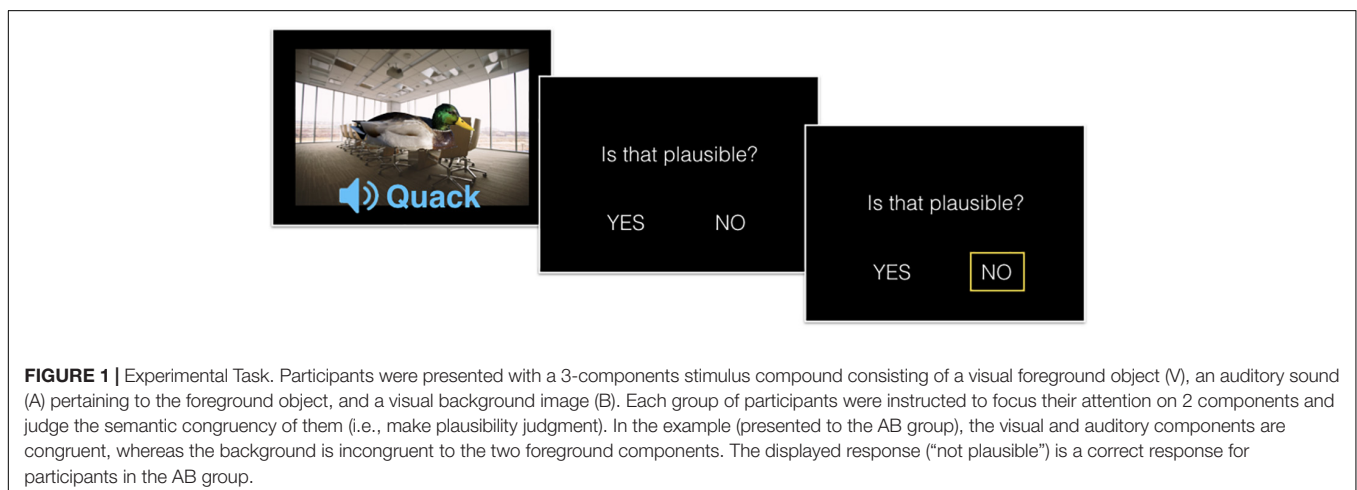 Quack
Is that plausible?
YES NO
Is that plausible?
YES NO
FIGURE 1 | Experimental Task. Participants were presented with a 3-components stimulus compound consisting of a visual foreground object (V), an auditory sound
(A) pertaining to the foreground object, and a visual background image (B). Each group of participants were instructed to focus their attention on 2 components and
judge the semantic congruency of them (i.e., make plausibility judgment). In the example (presented to the AB group), the visual and auditory components are
congruent, whereas the background is incongruent to the two foreground components. The displayed response (“not plausible”) is a correct response for
participants in the AB group.